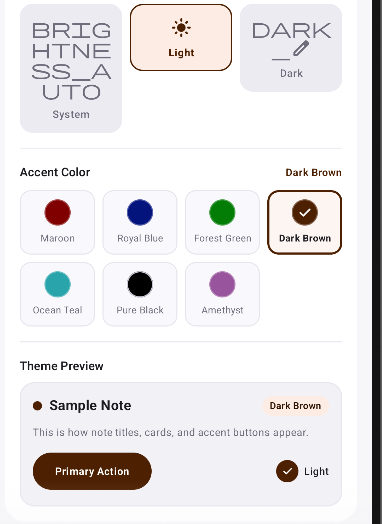 BRIG
HTNE
SS_A
UTO
System
Light
DARK
_
Dark
Accent Color
Dark Brown
Maroon
Royal Blue
Forest Green
Dark Brown
Ocean Teal
Pure Black
Amethyst
Theme Preview
Sample Note
Dark Brown
This is how note titles, cards, and accent buttons appear.
Primary Action
Light